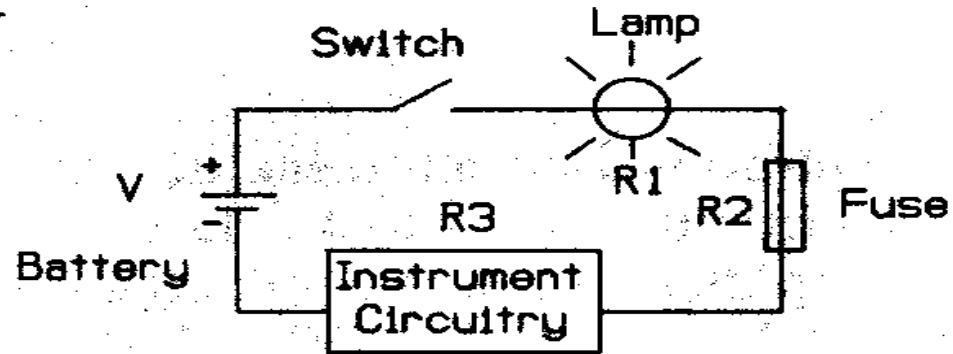 Switch
Lamp
R1
+
V
-
Battery
R2
Fuse
R3
Instrument
Circuitry